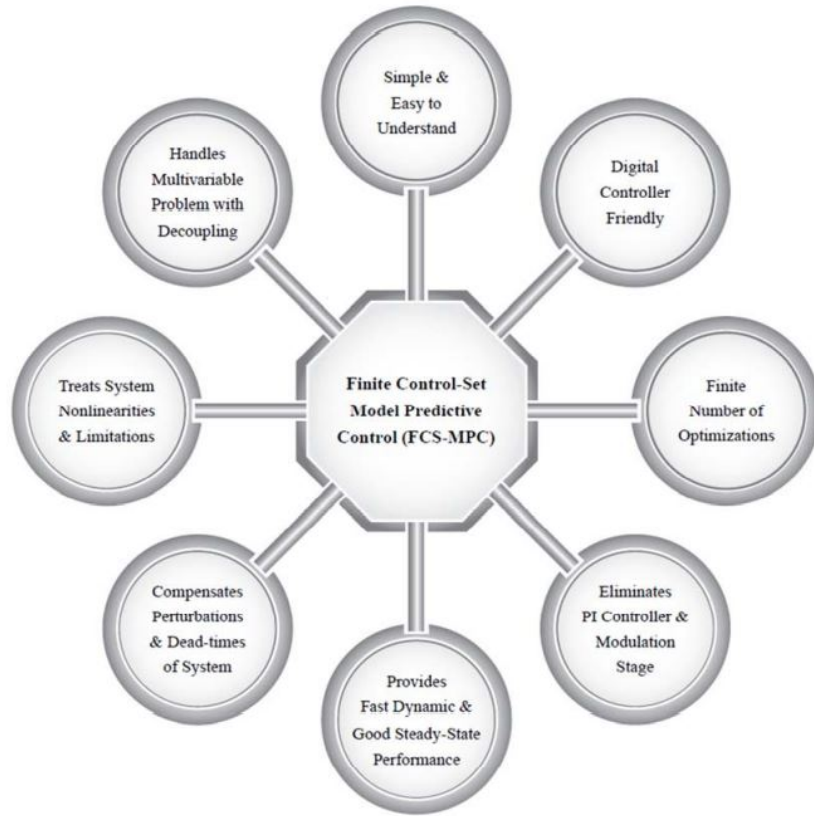 Simple &
Easy to
Understand
Digital
Controller
Friendly
Finite
Number of
Optimizations
Eliminates
PI Controller &
Modulation
Stage
Provides
Fast Dynamic &
Good Steady-State
Performance
Compensates
Perturbations
& Dead-times
of System
Treats System
Nonlinearities
& Limitations
Handles
Multivariable
Problem with
Decoupling
Finite Control-Set
Model Predictive
Control (FCS-MPC)